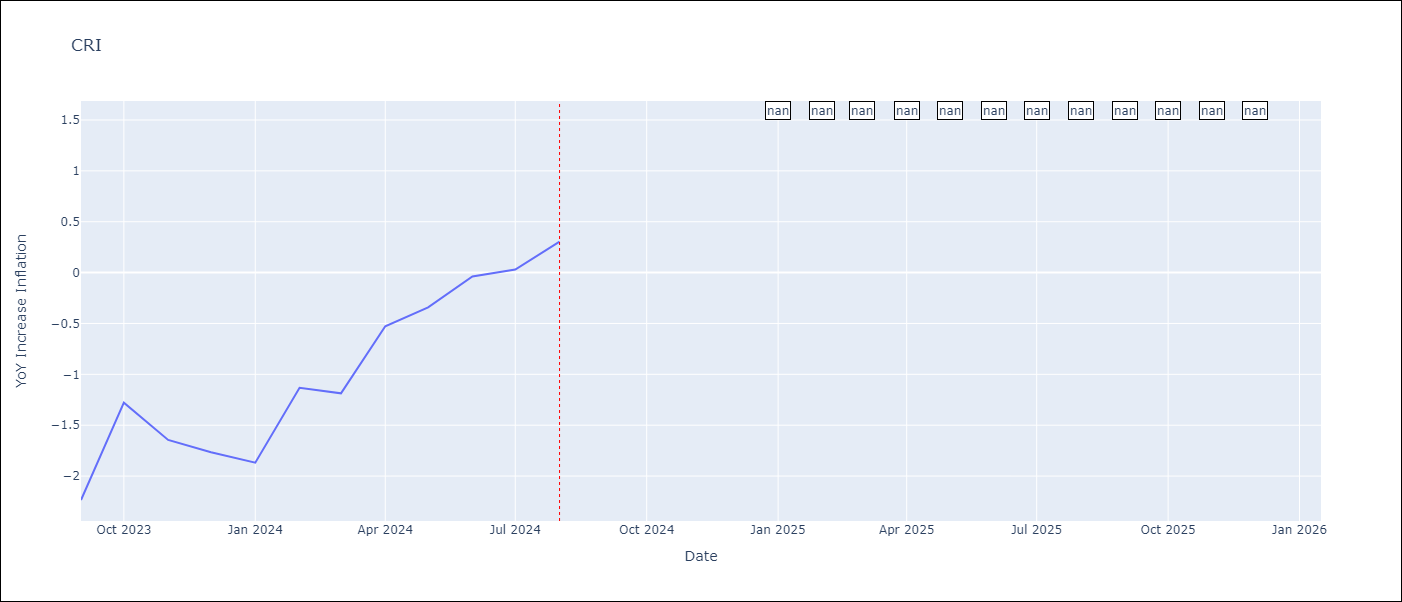 CRI
nan nan nan nan nan nan nan nan nan nan nan nan
1.5
1
0.5
0
−0.5
−1
−1.5
−2
YoY Increase Inflation
Oct 2023 Jan 2024 Apr 2024 Jul 2024 Oct 2024 Jan 2025 Apr 2025 Jul 2025 Oct 2025 Jan 2026
Date